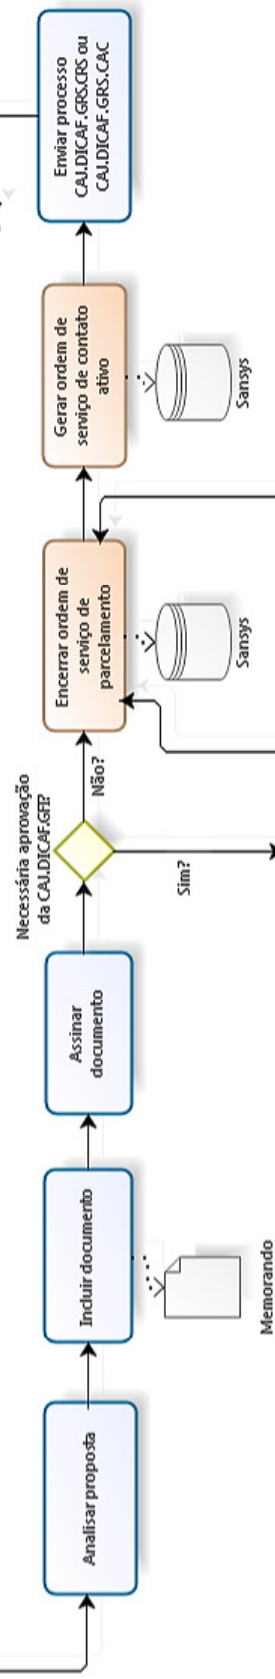 Analisar proposta
Incluir documento
Memorando
Assinar
documento
Necessária aprovação
da CAJ.DICAF.GFI?
Sim?
Não?
Encerrar ordem de
serviço de
parcelamento
Sansys
Gerar ordem de
serviço de contato
ativo
Sansys
Enviar processo
CAJ.DICAF.GRS.CRS ou
CAJ.DICAF.GRS.CAC